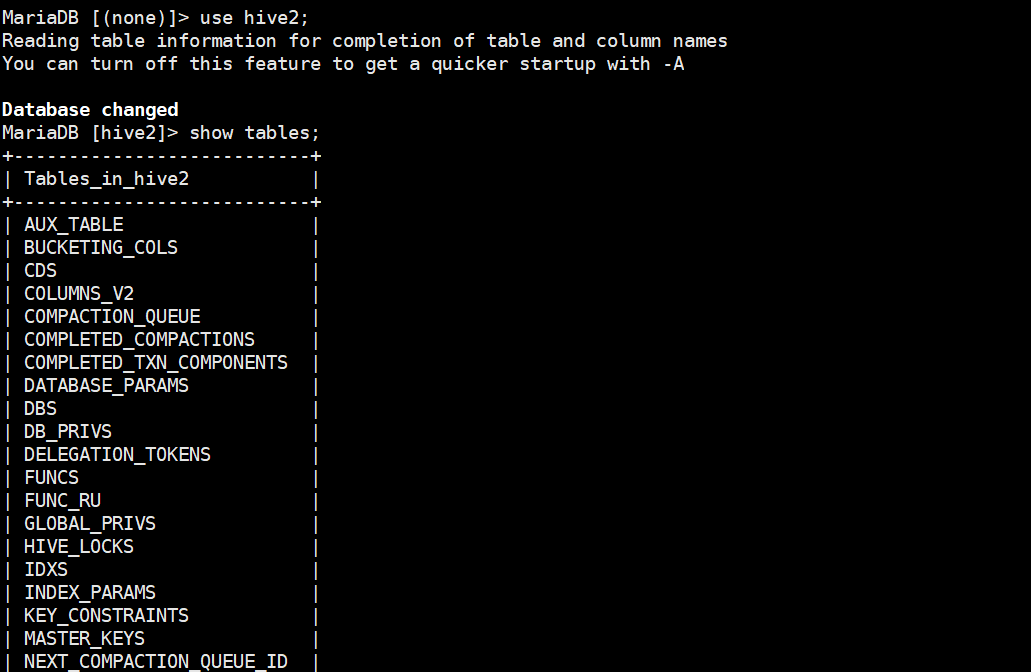 MariaDB [(none)]> use hive2;
Reading table information for completion of table and column names
You can turn off this feature to get a quicker startup with -A

Database changed
MariaDB [hive2]> show tables;
+---------------------------+
| Tables_in_hive2           |
+---------------------------+
| AUX_TABLE                 |
| BUCKETING_COLS            |
| CDS                       |
| COLUMNS_V2                |
| COMPACTION_QUEUE          |
| COMPLETED_COMPACTIONS     |
| COMPLETED_TXN_COMPONENTS  |
| DATABASE_PARAMS           |
| DBS                       |
| DB_PRIVS                  |
| DELEGATION_TOKENS         |
| FUNCS                     |
| FUNC_RU                   |
| GLOBAL_PRIVS              |
| HIVE_LOCKS                |
| IDXS                      |
| INDEX_PARAMS              |
| KEY_CONSTRAINTS           |
| MASTER_KEYS               |
| NEXT_COMPACTION_QUEUE_ID  |